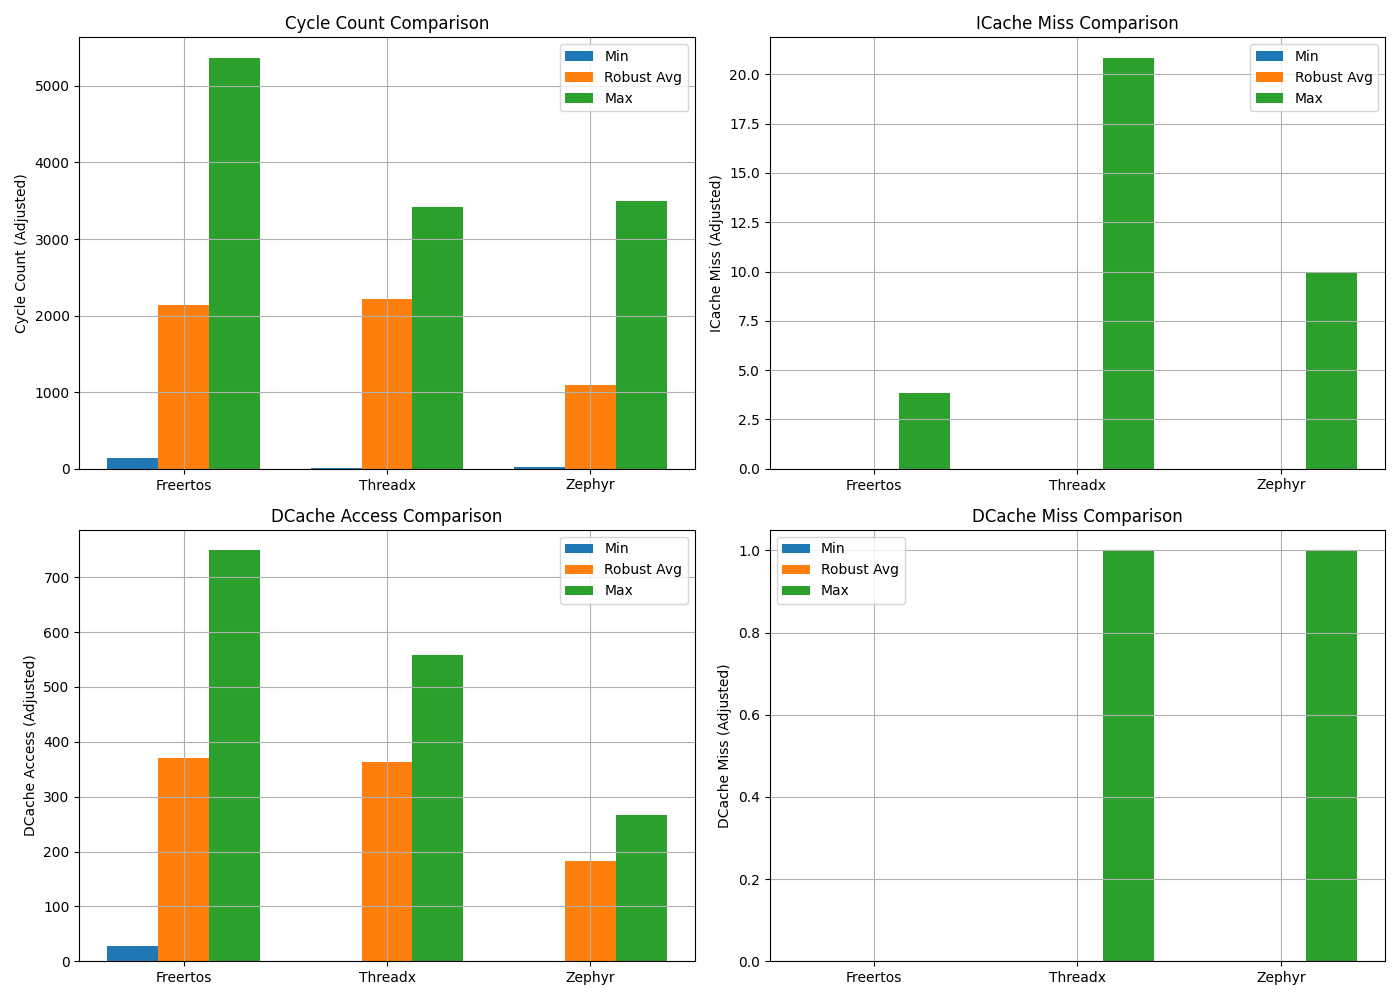 Cycle Count Comparison
Cycle Count (Adjusted)
5000
4000
3000
2000
1000
0
Min
Robust Avg
Max
Freertos Threadx Zephyr
ICache Miss Comparison
ICache Miss (Adjusted)
20.0
17.5
15.0
12.5
10.0
7.5
5.0
2.5
0.0
Min
Robust Avg
Max
Freertos Threadx Zephyr
DCache Access Comparison
DCache Access (Adjusted)
700
600
500
400
300
200
100
0
Min
Robust Avg
Max
Freertos Threadx Zephyr
DCache Miss Comparison
DCache Miss (Adjusted)
1.0
0.8
0.6
0.4
0.2
0.0
Min
Robust Avg
Max
Freertos Threadx Zephyr